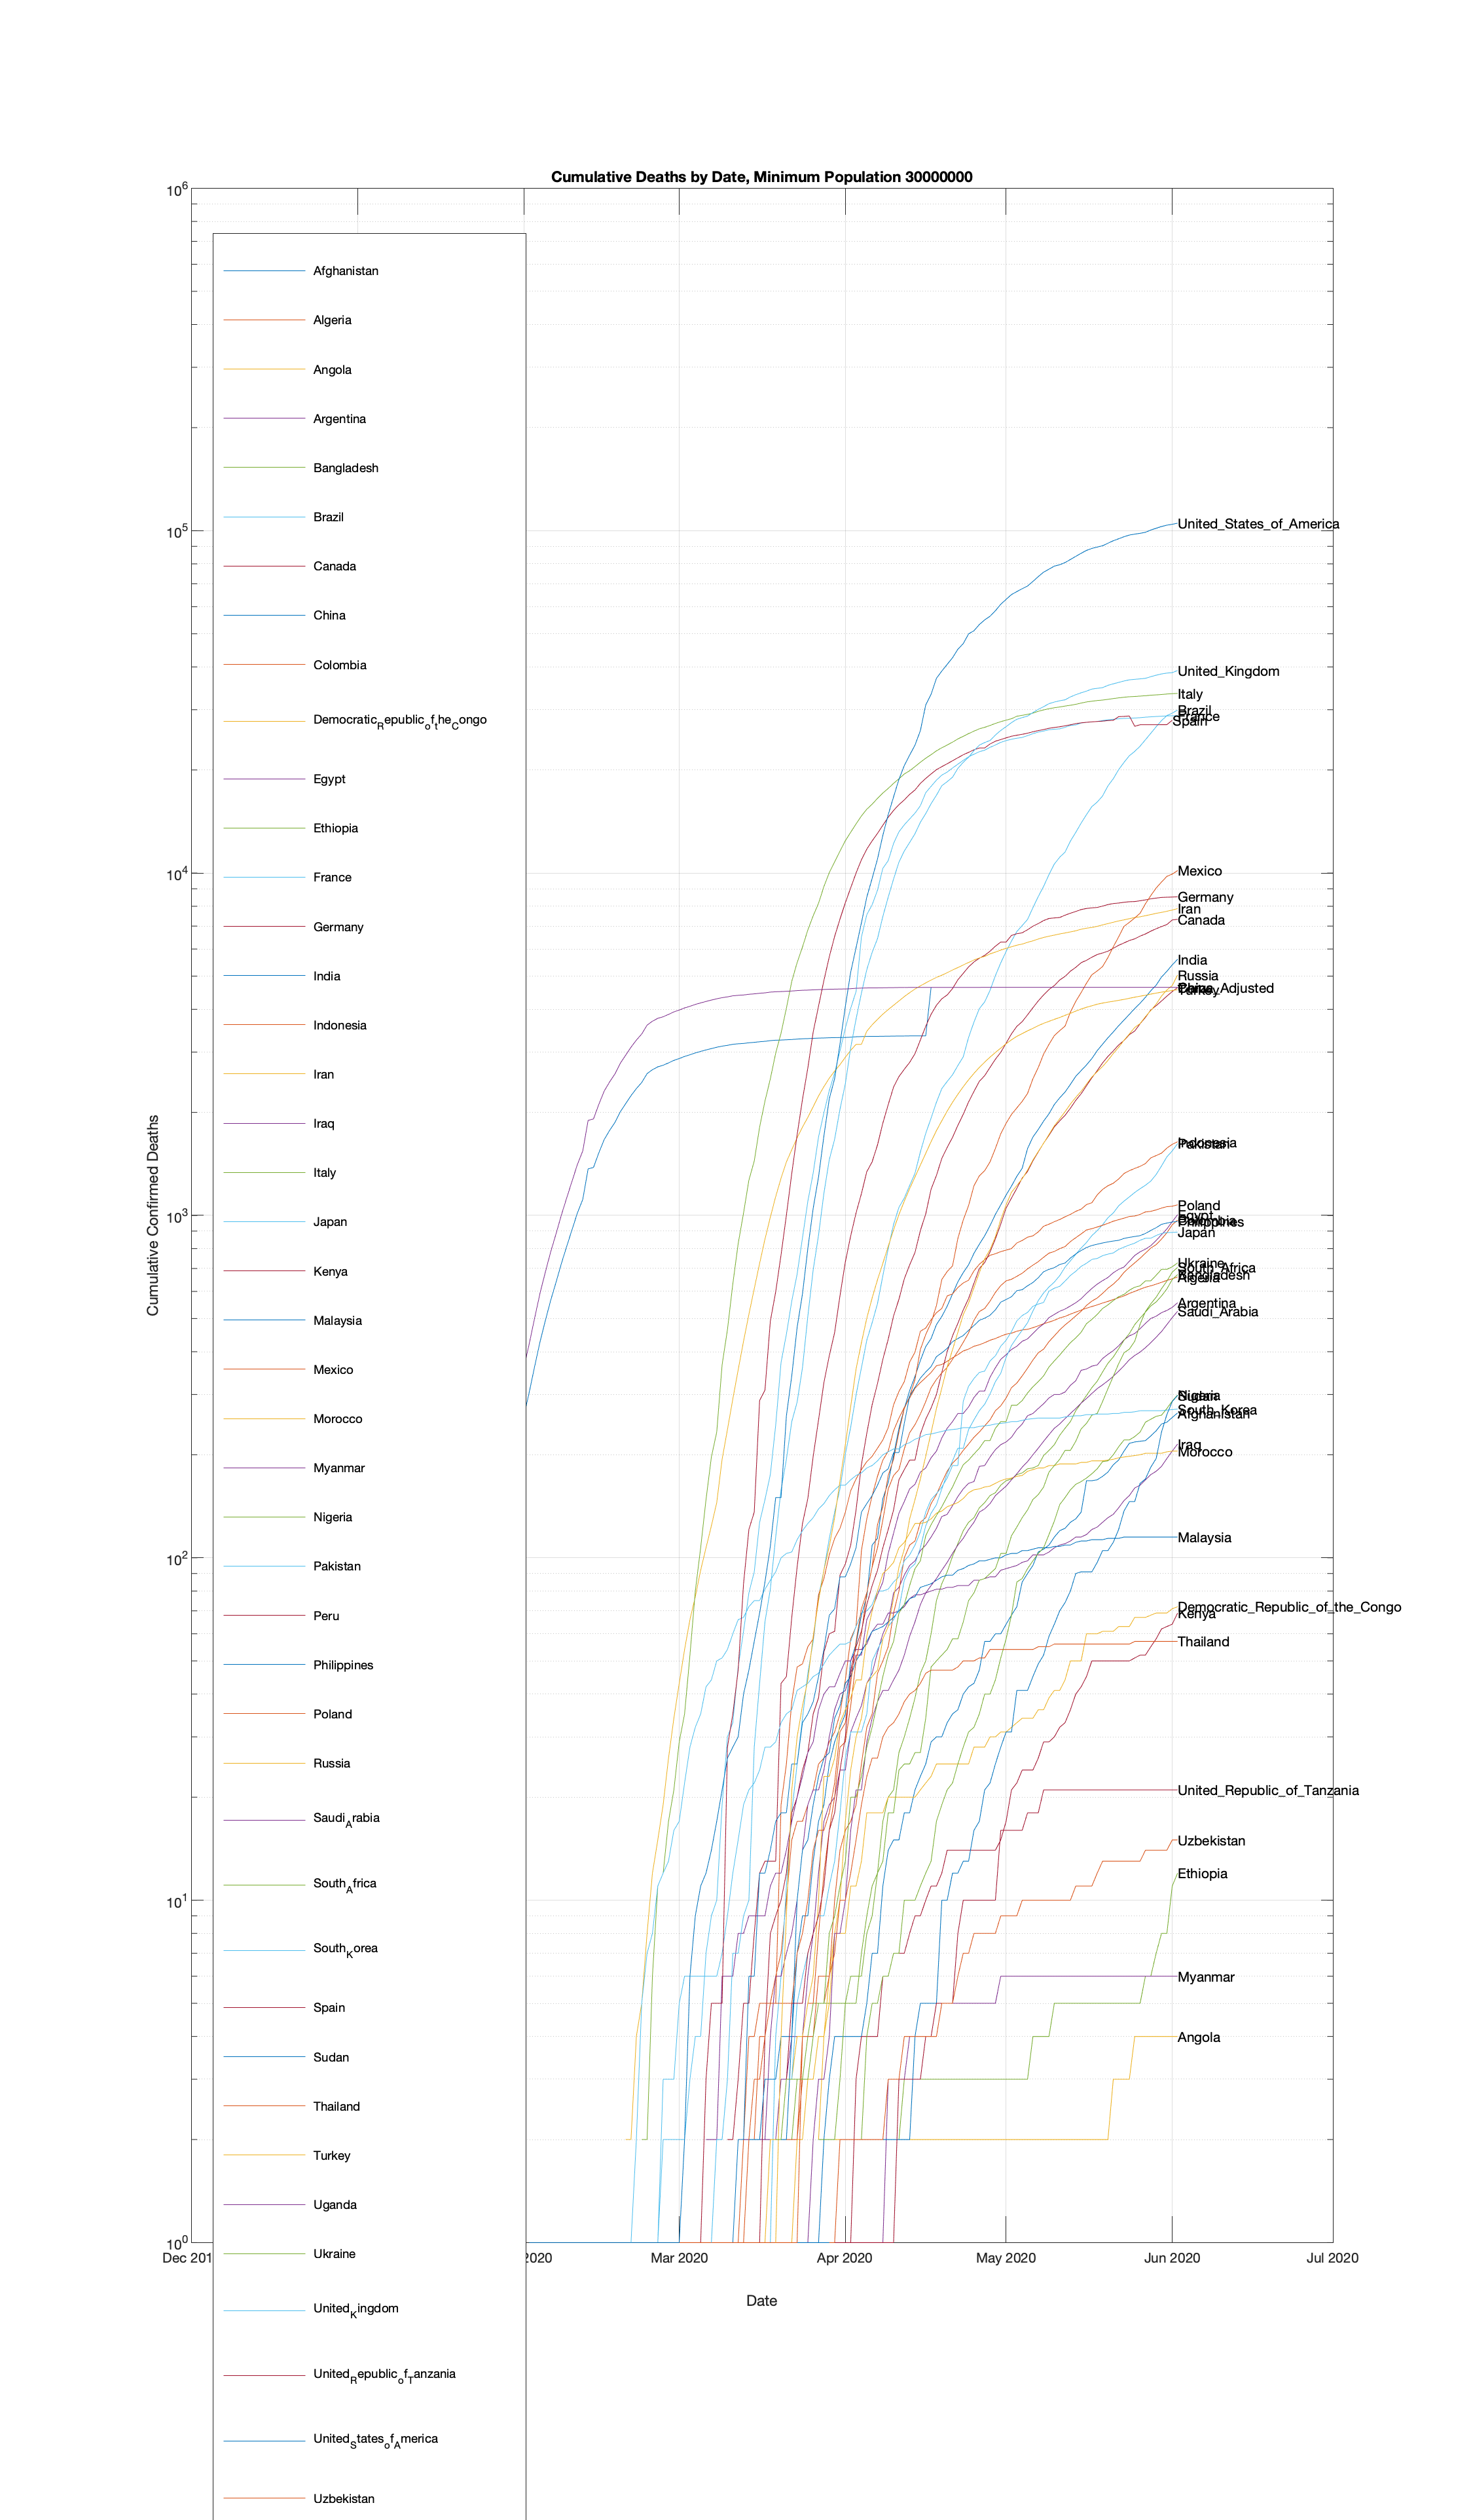 Cumulative Deaths by Date, Minimum Population 30000000
10^6
10^5
10^4
10^3
10^2
10^1
10^0
Cumulative Confirmed Deaths
Afghanistan
Algeria
Angola
Argentina
Bangladesh
Brazil
Canada
China
Colombia
Democratic_Republic_of_the_Congo
Egypt
Ethiopia
France
Germany
India
Indonesia
Iran
Iraq
Italy
Japan
Kenya
Malaysia
Mexico
Morocco
Myanmar
Nigeria
Pakistan
Peru
Philippines
Poland
Russia
Saudi_Arabia
South_Africa
South_Korea
Spain
Sudan
Thailand
Turkey
Uganda
Ukraine
United_Kingdom
United_Republic_of_Tanzania
United_States_of_America
Uzbekistan
United_States_of_America
United_Kingdom
Italy
Brazil
France
Spain
Mexico
Germany
Iran
Canada
India
Russia
China_Adjusted
Turkey
Indonesia
Pakistan
Poland
Egypt
Colombia
Philippines
Japan
Ukraine
South_Africa
Bangladesh
Algeria
Argentina
Saudi_Arabia
Nigeria
Sudan
South_Korea
Afghanistan
Iraq
Morocco
Malaysia
Democratic_Republic_of_the_Congo
Kenya
Thailand
United_Republic_of_Tanzania
Uzbekistan
Ethiopia
Myanmar
Angola
Dec 201
2020
Mar 2020
Apr 2020
May 2020
Jun 2020
Jul 2020
Date